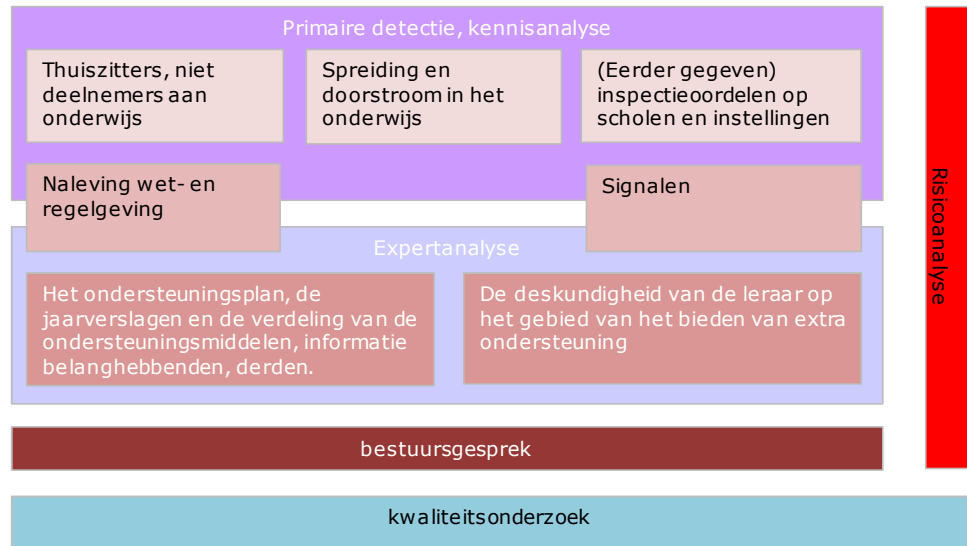 Primaire detectie, kennisanalyse
Thuiszitters, niet
deelnemers aan
onderwijs
Spreiding en
doorstroom in het
onderwijs
(Eerder gegeven)
inspectieoordelen op
scholen en instellingen
Naleving wet- en
regelgeving
Signalen
Expertanalyse
Het ondersteuningsplan, de
jaarverslagen en de verdeling van de
ondersteuningsmiddelen, informatie
belanghebbenden, derden.
De deskundigheid van de leraar op
het gebied van het bieden van extra
ondersteuning
bestuursgesprek
kwaliteitsonderzoek
Risicoanalyse